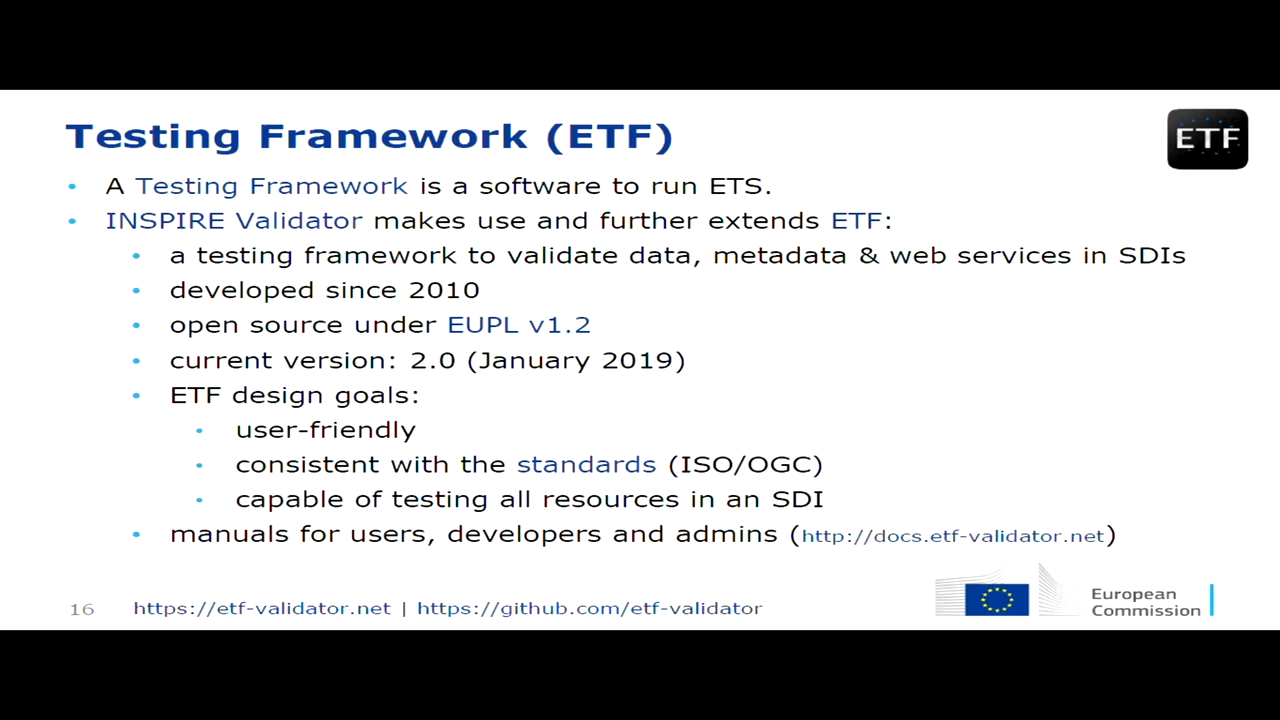 Testing Framework (ETF)
ETF
• A Testing Framework is a software to run ETS.
• INSPIRE Validator makes use and further extends ETF:
• a testing framework to validate data, metadata & web services in SDIs
• developed since 2010
• open source under EUPL v1.2
• current version: 2.0 (January 2019)
• ETF design goals:
• user-friendly
• consistent with the standards (ISO/OGC)
• capable of testing all resources in an SDI
• manuals for users, developers and admins (http://docs.etf-validator.net)
16 https://etf-validator.net | https://github.com/etf-validator
European
Commission